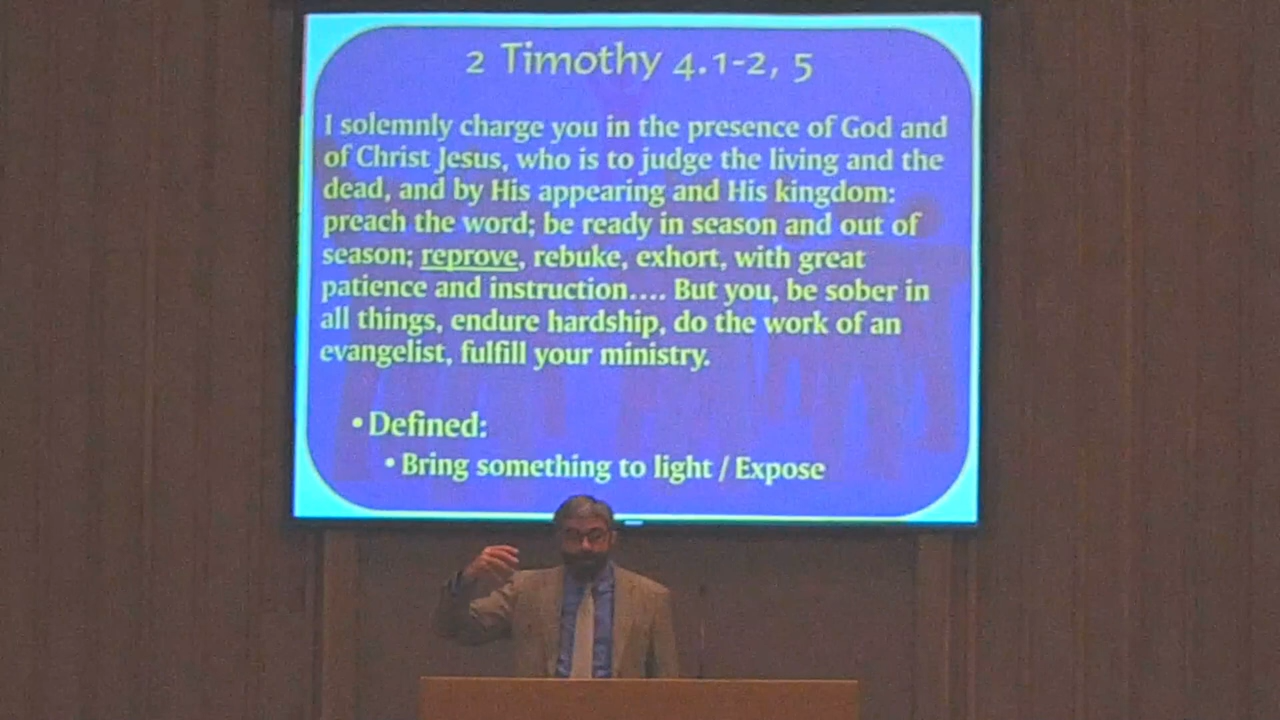 2 Timothy 4.1-2, 5
I solemnly charge you in the presence of God and
of Christ Jesus, who is to judge the living and the
dead, and by His appearing and His kingdom:
preach the word; be ready in season and out of
season; reprove, rebuke, exhort, with great
patience and instruction.... But you, be sober in
all things, endure hardship, do the work of an
evangelist, fulfill your ministry.
• Defined:
• Bring something to light / Expose